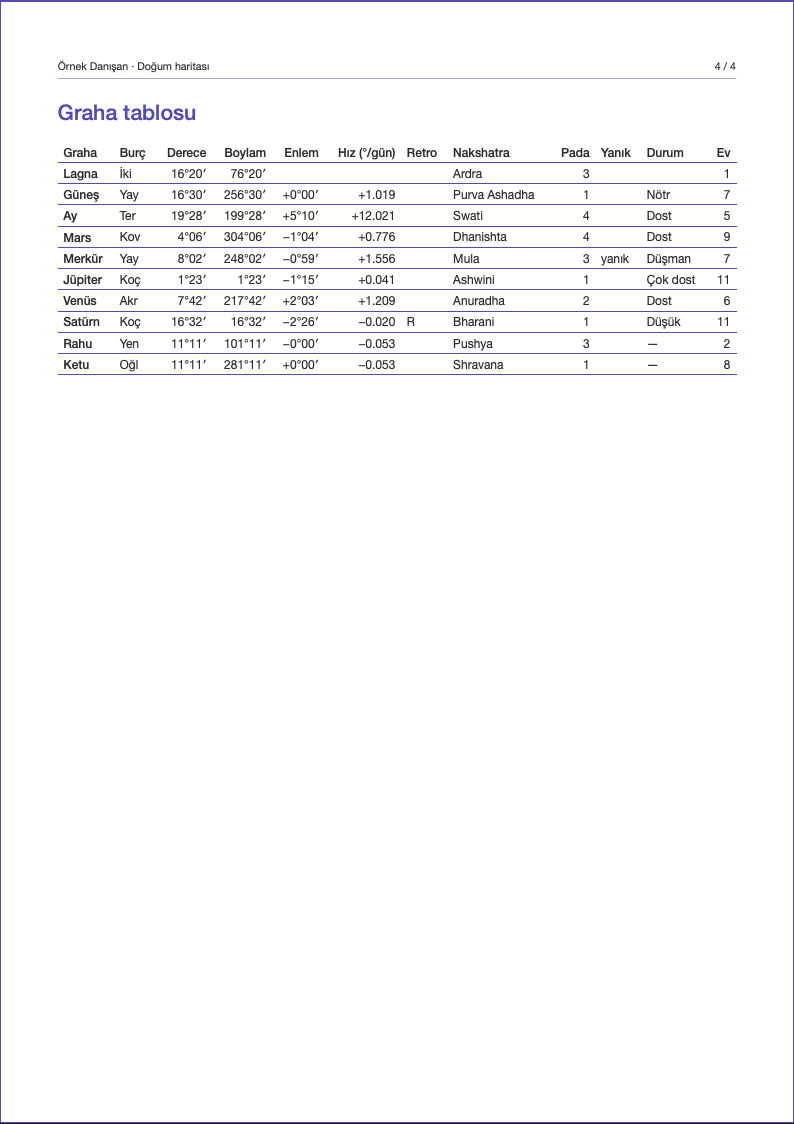 Örnek Danışan · Doğum haritası 4 / 4
Graha tablosu
Graha Burç Derece Boylam Enlem Hız (°/gün) Retro Nakshatra Pada Yanık Durum Ev
Lagna İki 16°20′ 76°20′ Ardra 3 1
Güneş Yay 16°30′ 256°30′ +0°00′ +1.019 Purva Ashadha 1 Nötr 7
Ay Ter 19°28′ 199°28′ +5°10′ +12.021 Swati 4 Dost 5
Mars Kov 4°06′ 304°06′ −1°04′ +0.776 Dhanishta 4 Dost 9
Merkür Yay 8°02′ 248°02′ −0°59′ +1.556 Mula 3 yanık Düşman 7
Jüpiter Koç 1°23′ 1°23′ −1°15′ +0.041 Ashwini 1 Çok dost 11
Venüs Akr 7°42′ 217°42′ +2°03′ +1.209 Anuradha 2 Dost 6
Satürn Koç 16°32′ 16°32′ −2°26′ −0.020 R Bharani 1 Düşük 11
Rahu Yen 11°11′ 101°11′ −0°00′ −0.053 Pushya 3 — 2
Ketu Oğl 11°11′ 281°11′ +0°00′ −0.053 Shravana 1 — 8